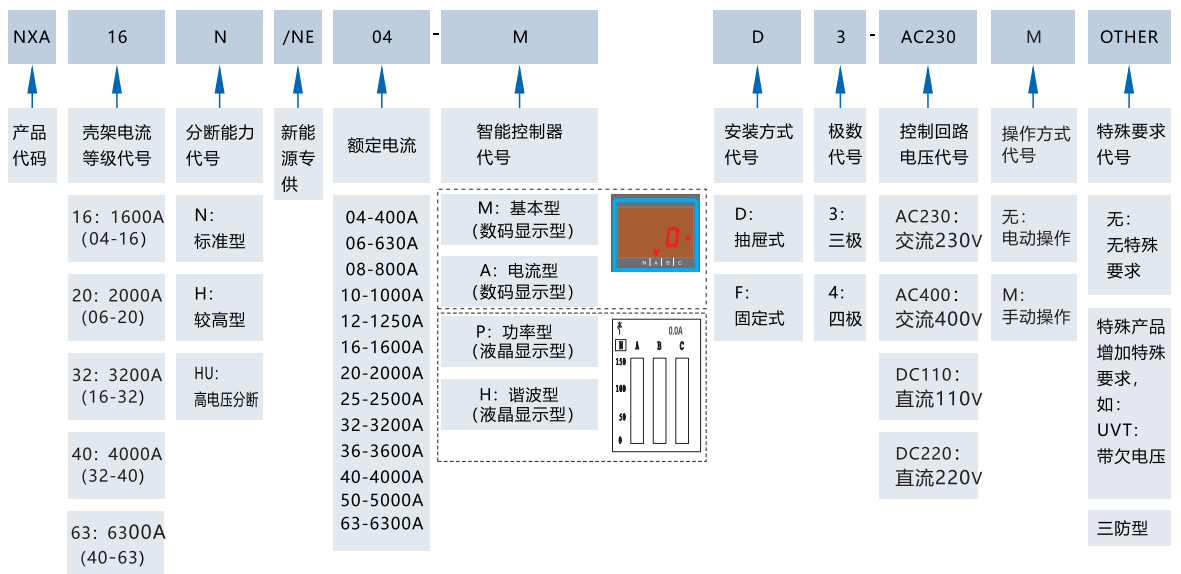 NXA 16 N /NE 04 - M D 3 - AC230 M OTHER
产品
代码
壳架电流
等级代号
分断能力
代号
新能
源专
供
额定电流
智能控制器
代号
安装方式
代号
极数
代号
控制回路
电压代号
操作方式
代号
特殊要求
代号
16：1600A
(04-16)
20：2000A
(06-20)
32：3200A
(16-32)
40：4000A
(32-40)
63：6300A
(40-63)
N：
标准型
H：
较高型
HU：
高电压分断
04-400A
06-630A
08-800A
10-1000A
12-1250A
16-1600A
20-2000A
25-2500A
32-3200A
36-3600A
40-4000A
50-5000A
63-6300A
M：基本型
（数码显示型）
A：电流型
（数码显示型）
P：功率型
（液晶显示型）
H：谐波型
（液晶显示型）
0 A
N A B C
0.0A
N A B C
150
100
50
0
D：
抽屉式
F：
固定式
3：
三极
4：
四极
AC230：
交流230V
AC400：
交流400V
DC110：
直流110V
DC220：
直流220V
无：
电动操作
M：
手动操作
无：
无特殊
要求
特殊产品
增加特殊
要求，
如：
UVT：
带欠电压
三防型